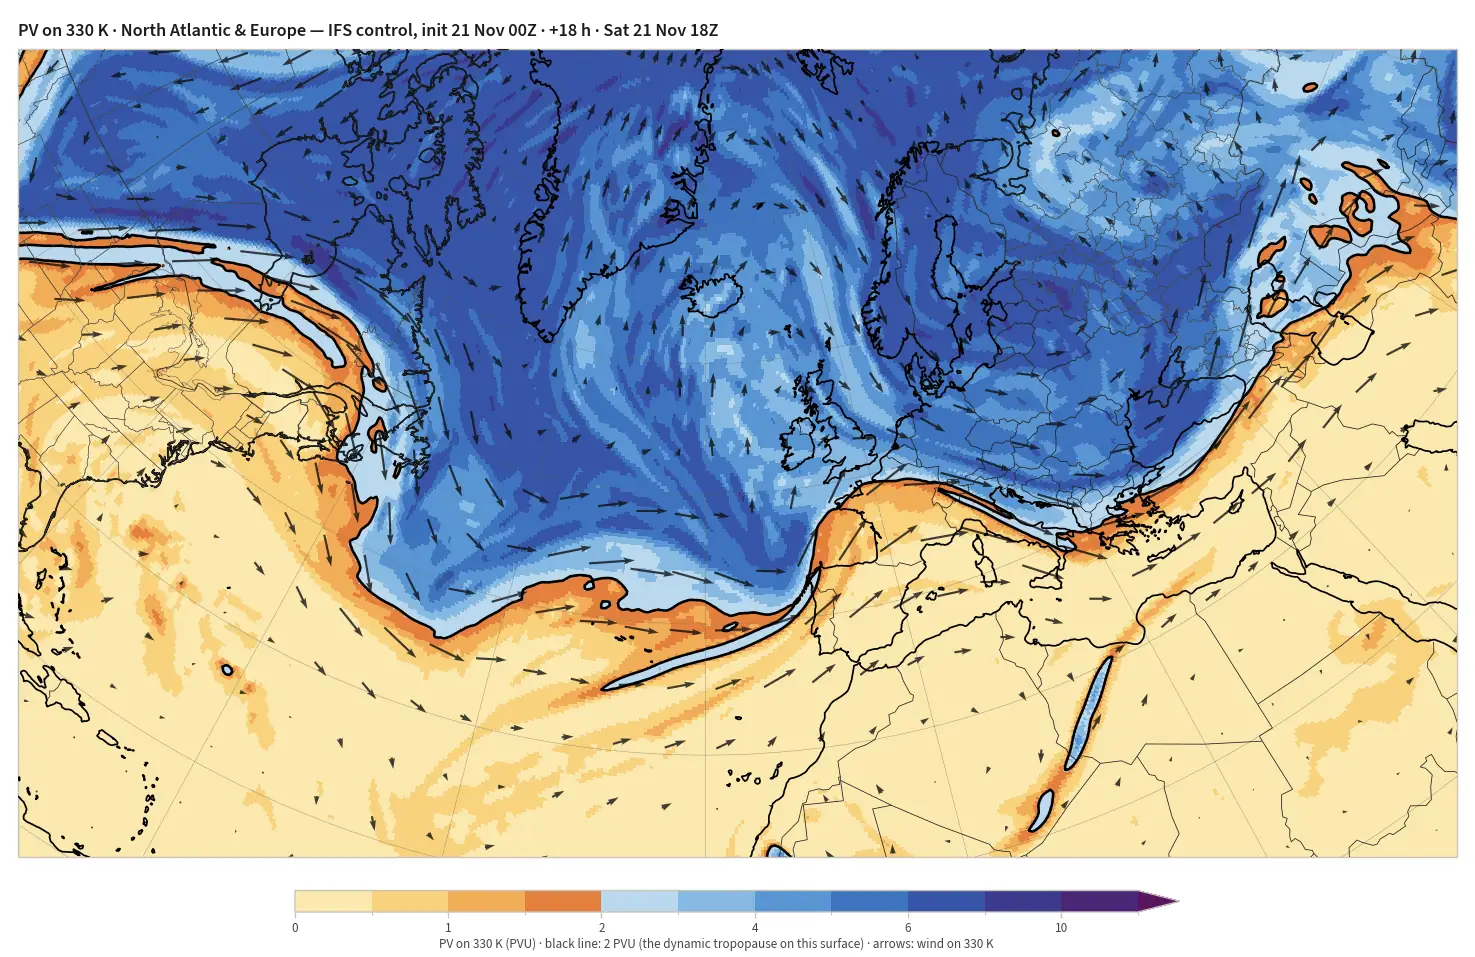 PV on 330 K · North Atlantic & Europe — IFS control, init 21 Nov 00Z · +18 h · Sat 21 Nov 18Z
0 1 2 4 6 10
PV on 330 K (PVU) · black line: 2 PVU (the dynamic tropopause on this surface) · arrows: wind on 330 K